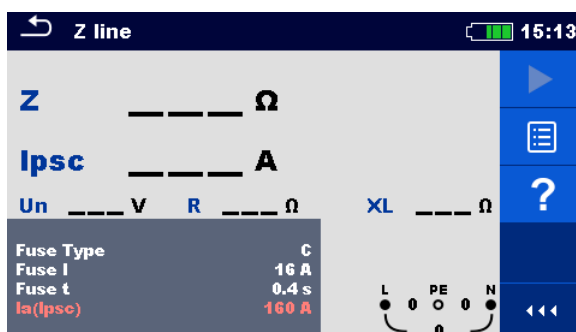 Z line 15:13
Z ___ Ω
Ipsc ___ A
Un ___ V R ___ Ω XL ___ Ω
?
Fuse Type C
Fuse I 16 A
Fuse t 0.4 s
Ia(Ipsc) 160 A
L PE N
0 0
0